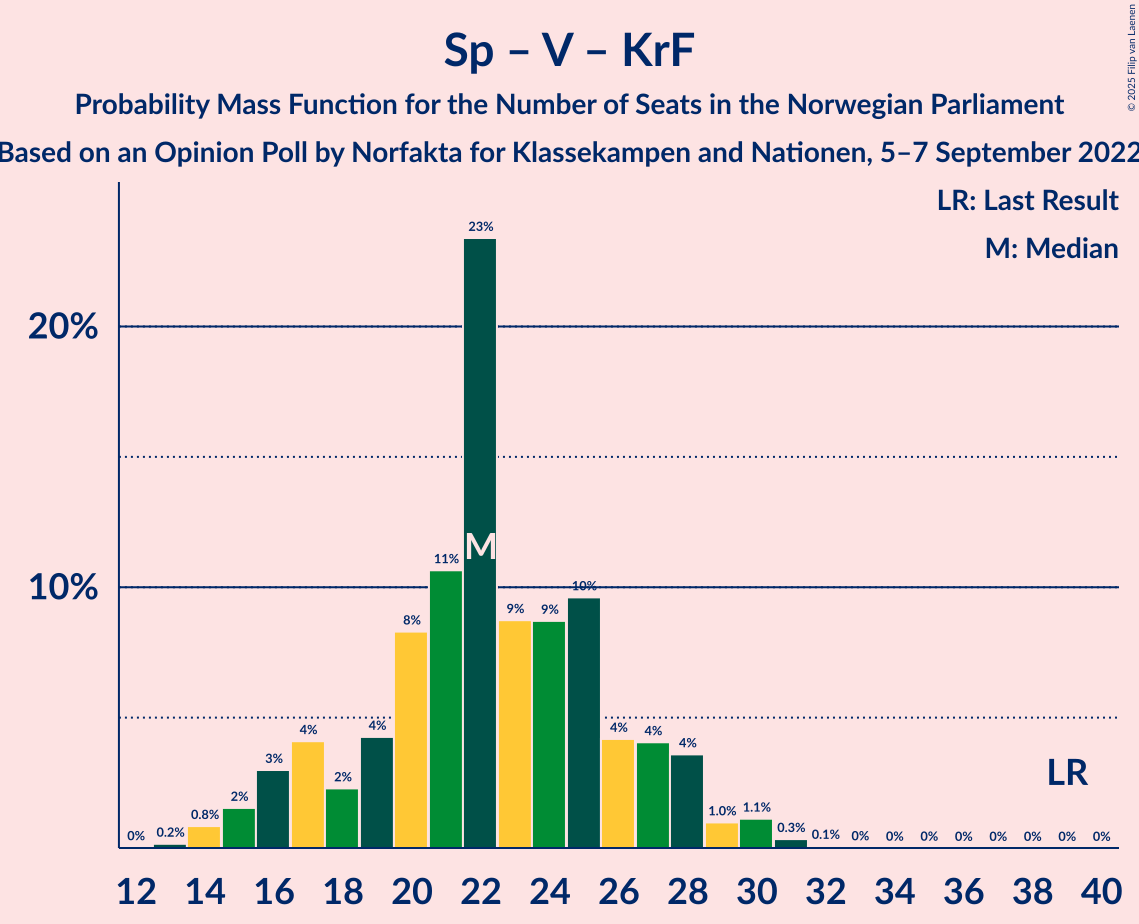 Sp – V – KrF
Probability Mass Function for the Number of Seats in the Norwegian Parliament
Based on an Opinion Poll by Norfakta for Klassekampen and Nationen, 5–7 September 2022
© 2025 Filip van Laenen
LR: Last Result
M: Median
20%
10%
0% 0.2% 0.8% 2% 3% 4% 2% 4% 8% 11% 23% 9% 9% 10% 4% 4% 4% 1.0% 1.1% 0.3% 0.1% 0% 0% 0% 0% 0% 0% 0% 0%
M
LR
12 14 16 18 20 22 24 26 28 30 32 34 36 38 40